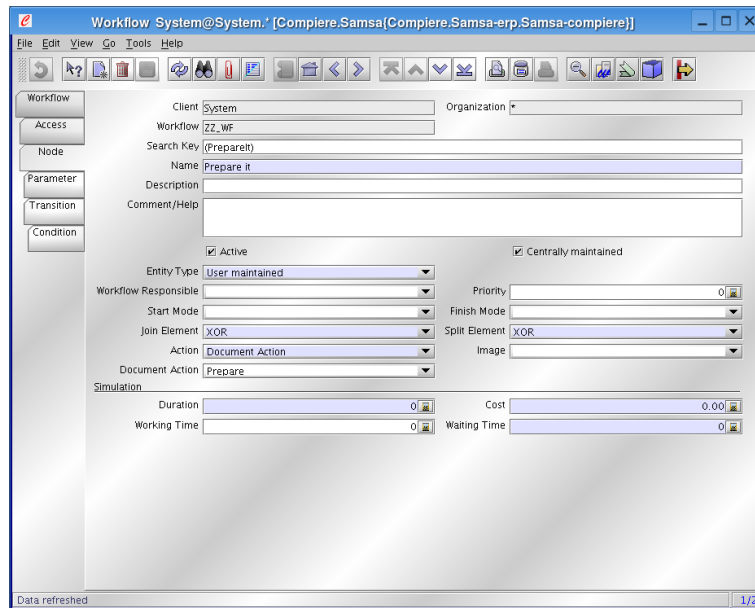 Workflow System@System.* [Compiere.Samsa{Compiere.Samsa-erp.Samsa-compiere}]
File Edit View Go Tools Help
Workflow
Access
Node
Parameter
Transition
Condition
Client System Organization *
Workflow ZZ_WF
Search Key (PrepareIt)
Name Prepare it
Description
Comment/Help
Active Centrally maintained
Entity Type User maintained
Workflow Responsible Priority 0
Start Mode Finish Mode
Join Element XOR Split Element XOR
Action Document Action Image
Document Action Prepare
Simulation
Duration 0 Cost 0.00
Working Time 0 Waiting Time 0
Data refreshed 1/2